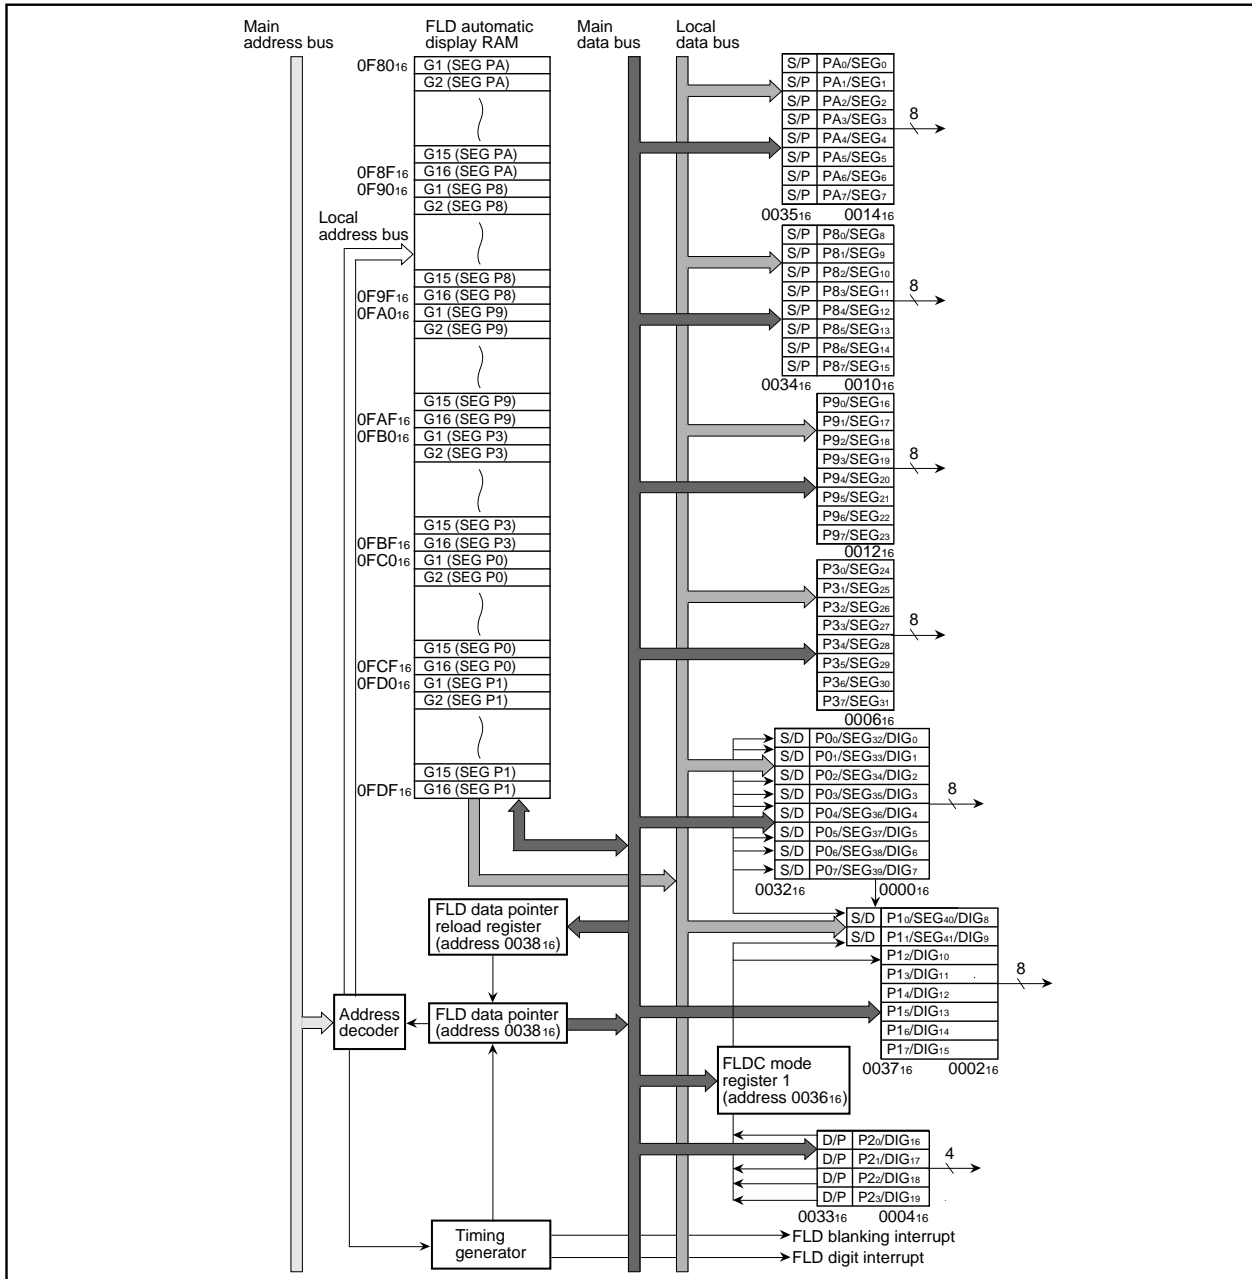 Main
address bus
FLD automatic
display RAM
Main
data bus
Local
data bus
0F80₁₆
G1 (SEG PA)
G2 (SEG PA)
G15 (SEG PA)
0F8F₁₆
G16 (SEG PA)
0F90₁₆
G1 (SEG P8)
G2 (SEG P8)
Local
address bus
G15 (SEG P8)
0F9F₁₆
G16 (SEG P8)
0FA0₁₆
G1 (SEG P9)
G2 (SEG P9)
G15 (SEG P9)
0FAF₁₆
G16 (SEG P9)
0FB0₁₆
G1 (SEG P3)
G2 (SEG P3)
G15 (SEG P3)
0FBF₁₆
G16 (SEG P3)
0FC0₁₆
G1 (SEG P0)
G2 (SEG P0)
G15 (SEG P0)
0FCF₁₆
G16 (SEG P0)
0FD0₁₆
G1 (SEG P1)
G2 (SEG P1)
G15 (SEG P1)
0FDF₁₆
G16 (SEG P1)
S/P PA₀/SEG₀
S/P PA₁/SEG₁
S/P PA₂/SEG₂
S/P PA₃/SEG₃
S/P PA₄/SEG₄
S/P PA₅/SEG₅
S/P PA₆/SEG₆
S/P PA₇/SEG₇
8
0035₁₆ 0014₁₆
S/P P8₀/SEG₈
S/P P8₁/SEG₉
S/P P8₂/SEG₁₀
S/P P8₃/SEG₁₁
S/P P8₄/SEG₁₂
S/P P8₅/SEG₁₃
S/P P8₆/SEG₁₄
S/P P8₇/SEG₁₅
8
0034₁₆ 0010₁₆
P9₀/SEG₁₆
P9₁/SEG₁₇
P9₂/SEG₁₈
P9₃/SEG₁₉
P9₄/SEG₂₀
P9₅/SEG₂₁
P9₆/SEG₂₂
P9₇/SEG₂₃
8
0012₁₆
P3₀/SEG₂₄
P3₁/SEG₂₅
P3₂/SEG₂₆
P3₃/SEG₂₇
P3₄/SEG₂₈
P3₅/SEG₂₉
P3₆/SEG₃₀
P3₇/SEG₃₁
8
0006₁₆
S/D P0₀/SEG₃₂/DIG₀
S/D P0₁/SEG₃₃/DIG₁
S/D P0₂/SEG₃₄/DIG₂
S/D P0₃/SEG₃₅/DIG₃
S/D P0₄/SEG₃₆/DIG₄
S/D P0₅/SEG₃₇/DIG₅
S/D P0₆/SEG₃₈/DIG₆
S/D P0₇/SEG₃₉/DIG₇
8
0032₁₆ 0000₁₆
S/D P1₀/SEG₄₀/DIG₈
S/D P1₁/SEG₄₁/DIG₉
P1₂/DIG₁₀
P1₃/DIG₁₁
P1₄/DIG₁₂
P1₅/DIG₁₃
P1₆/DIG₁₄
P1₇/DIG₁₅
8
0037₁₆ 0002₁₆
FLD data pointer
reload register
(address 0038₁₆)
Address
decoder
FLD data pointer
(address 0038₁₆)
FLDC mode
register 1
(address 0036₁₆)
D/P P2₀/DIG₁₆
D/P P2₁/DIG₁₇
D/P P2₂/DIG₁₈
D/P P2₃/DIG₁₉
4
0033₁₆ 0004₁₆
Timing
generator
FLD blanking interrupt
FLD digit interrupt